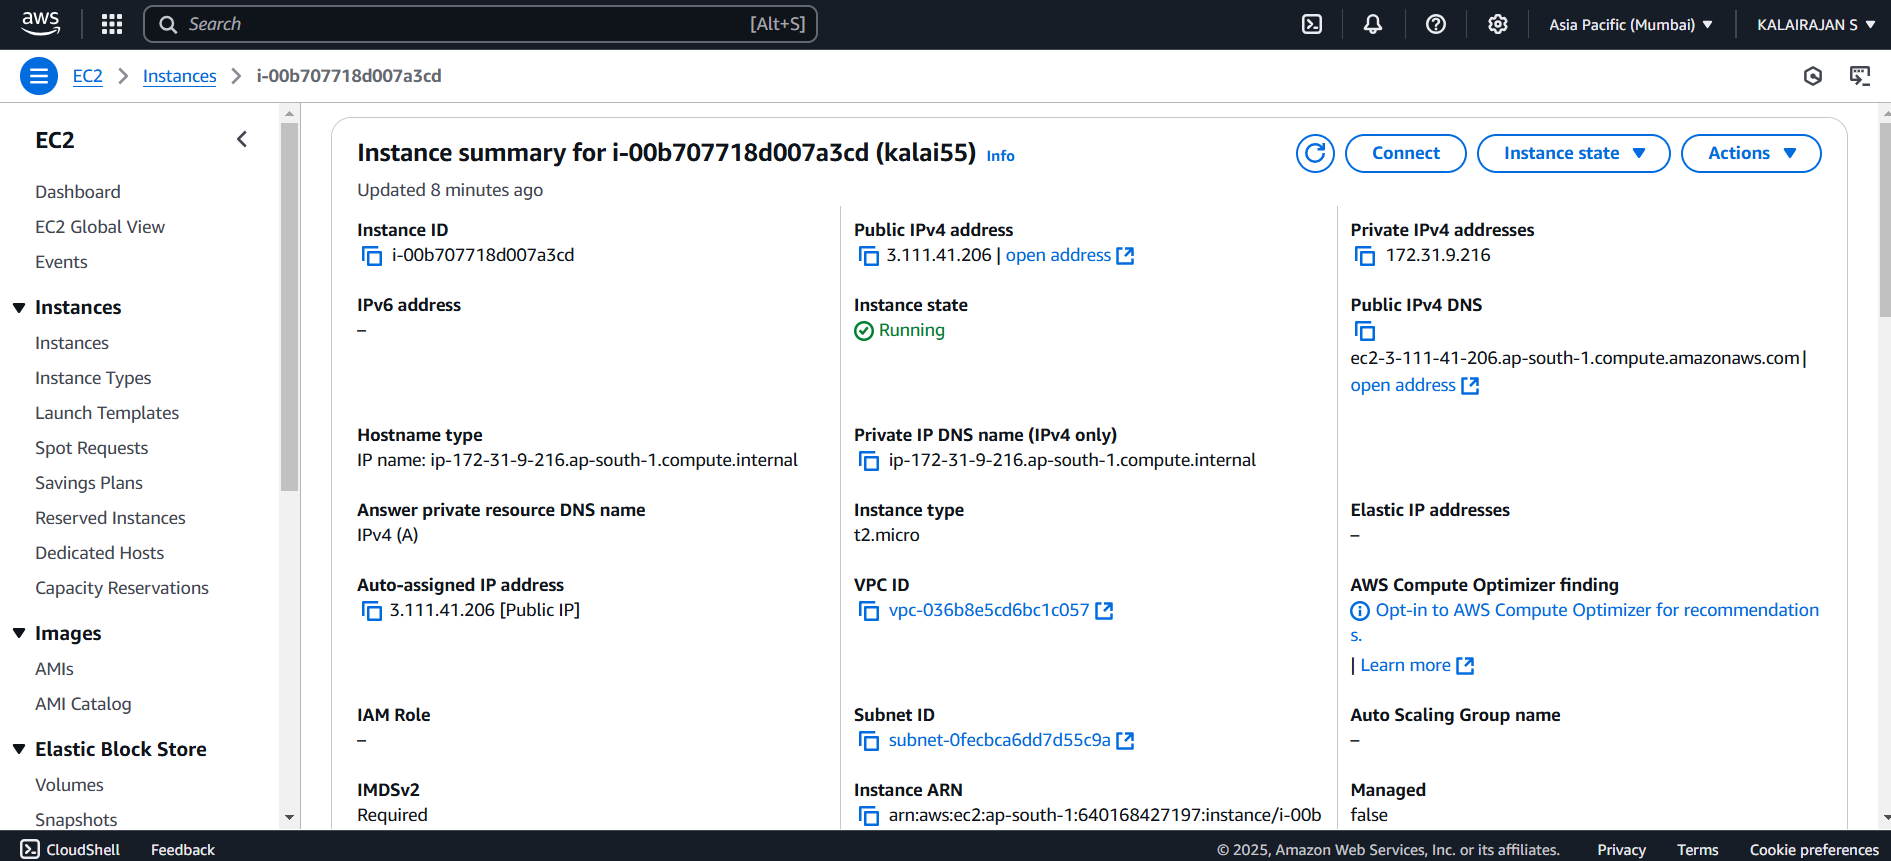 aws
Search [Alt+S]
Asia Pacific (Mumbai)
KALAIRAJAN S
EC2
Instances
i-00b707718d007a3cd
EC2
Dashboard
EC2 Global View
Events
Instances
Instances
Instance Types
Launch Templates
Spot Requests
Savings Plans
Reserved Instances
Dedicated Hosts
Capacity Reservations
Images
AMIs
AMI Catalog
Elastic Block Store
Volumes
Snapshots
Instance summary for i-00b707718d007a3cd (kalai55) Info
Updated 8 minutes ago
Connect
Instance state
Actions
Instance ID
i-00b707718d007a3cd
Public IPv4 address
3.111.41.206 | open address
Private IPv4 addresses
172.31.9.216
IPv6 address
–
Instance state
Running
Public IPv4 DNS
ec2-3-111-41-206.ap-south-1.compute.amazonaws.com |
open address
Hostname type
IP name: ip-172-31-9-216.ap-south-1.compute.internal
Private IP DNS name (IPv4 only)
ip-172-31-9-216.ap-south-1.compute.internal
Answer private resource DNS name
IPv4 (A)
Instance type
t2.micro
Elastic IP addresses
–
Auto-assigned IP address
3.111.41.206 [Public IP]
VPC ID
vpc-036b8e5cd6bc1c057
AWS Compute Optimizer finding
Opt-in to AWS Compute Optimizer for recommendation
s.
| Learn more
IAM Role
–
Subnet ID
subnet-0fecbca6dd7d55c9a
Auto Scaling Group name
–
IMDSv2
Required
Instance ARN
arn:aws:ec2:ap-south-1:640168427197:instance/i-00b
Managed
false
CloudShell
Feedback
© 2025, Amazon Web Services, Inc. or its affiliates.
Privacy
Terms
Cookie preferences